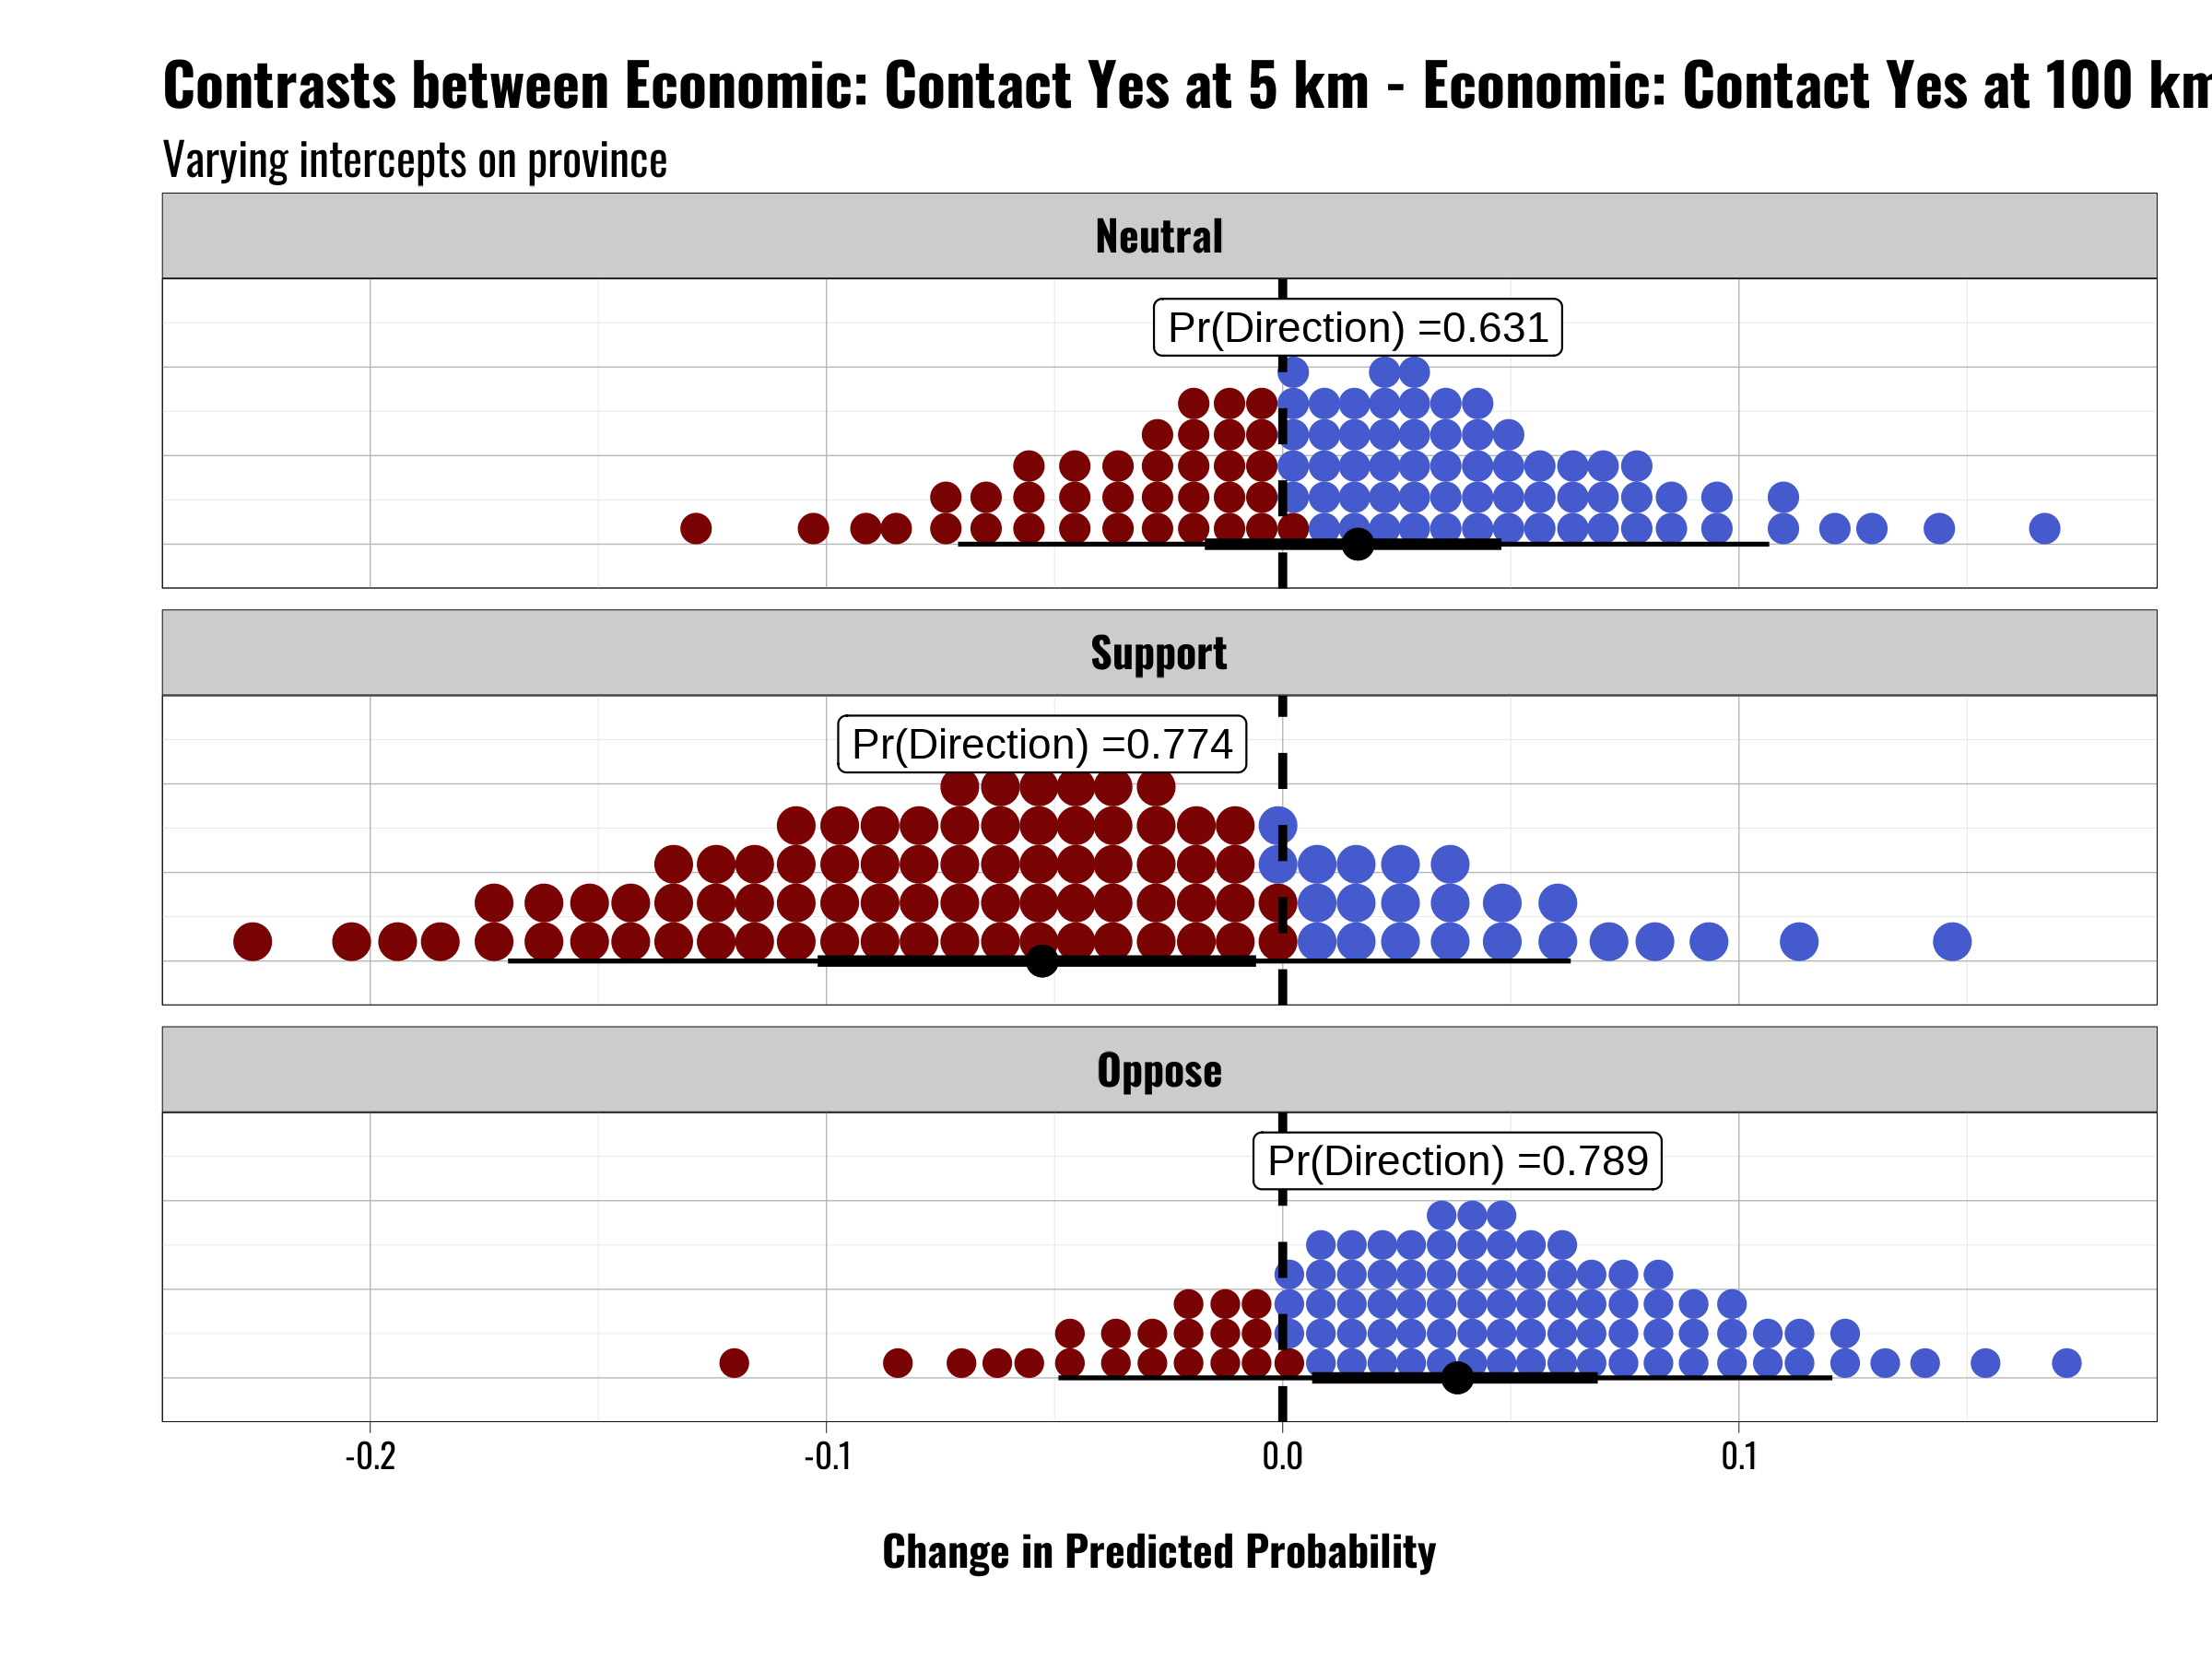 Contrasts between Economic: Contact Yes at 5 km - Economic: Contact Yes at 100 km
Varying intercepts on province
Neutral
Pr(Direction) =0.631
Support
Pr(Direction) =0.774
Oppose
Pr(Direction) =0.789
-0.2 -0.1 0.0 0.1
Change in Predicted Probability